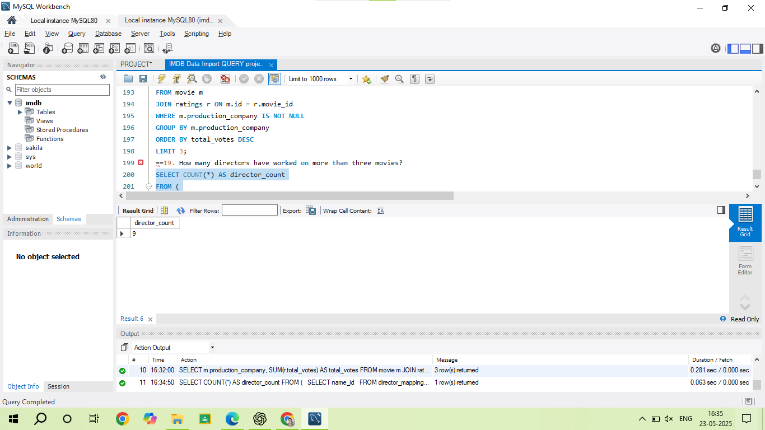 MySQL Workbench
Local instance MySQL80 ×
Local instance MySQL80 (imd... ×
File Edit View Query Database Server Tools Scripting Help
Navigator
SCHEMAS
Filter objects
imdb
Tables
Views
Stored Procedures
Functions
sakila
sys
world
Administration Schemas
Information
No object selected
Object Info Session
PROJECT*
IMDB Data Import QUERY proje... ×
Limit to 1000 rows
193 FROM movie m
194 JOIN ratings r ON m.id = r.movie_id
195 WHERE m.production_company IS NOT NULL
196 GROUP BY m.production_company
197 ORDER BY total_votes DESC
198 LIMIT 3;
199 ==19. How many directors have worked on more than three movies?
200 SELECT COUNT(*) AS director_count
201 FROM (
Result Grid Filter Rows: Export: Wrap Cell Content:
director_count
9
Result Grid
Form Editor
Result 6 ×
Read Only
Output
Action Output
# Time Action Message Duration / Fetch
10 16:32:00 SELECT m.production_company, SUM(r.total_votes) AS total_votes FROM movie m JOIN rat... 3 row(s) returned 0.281 sec / 0.000 sec
11 16:34:50 SELECT COUNT(*) AS director_count FROM ( SELECT name_id FROM director_mapping... 1 row(s) returned 0.063 sec / 0.000 sec
Query Completed
ENG
16:35
23-05-2025